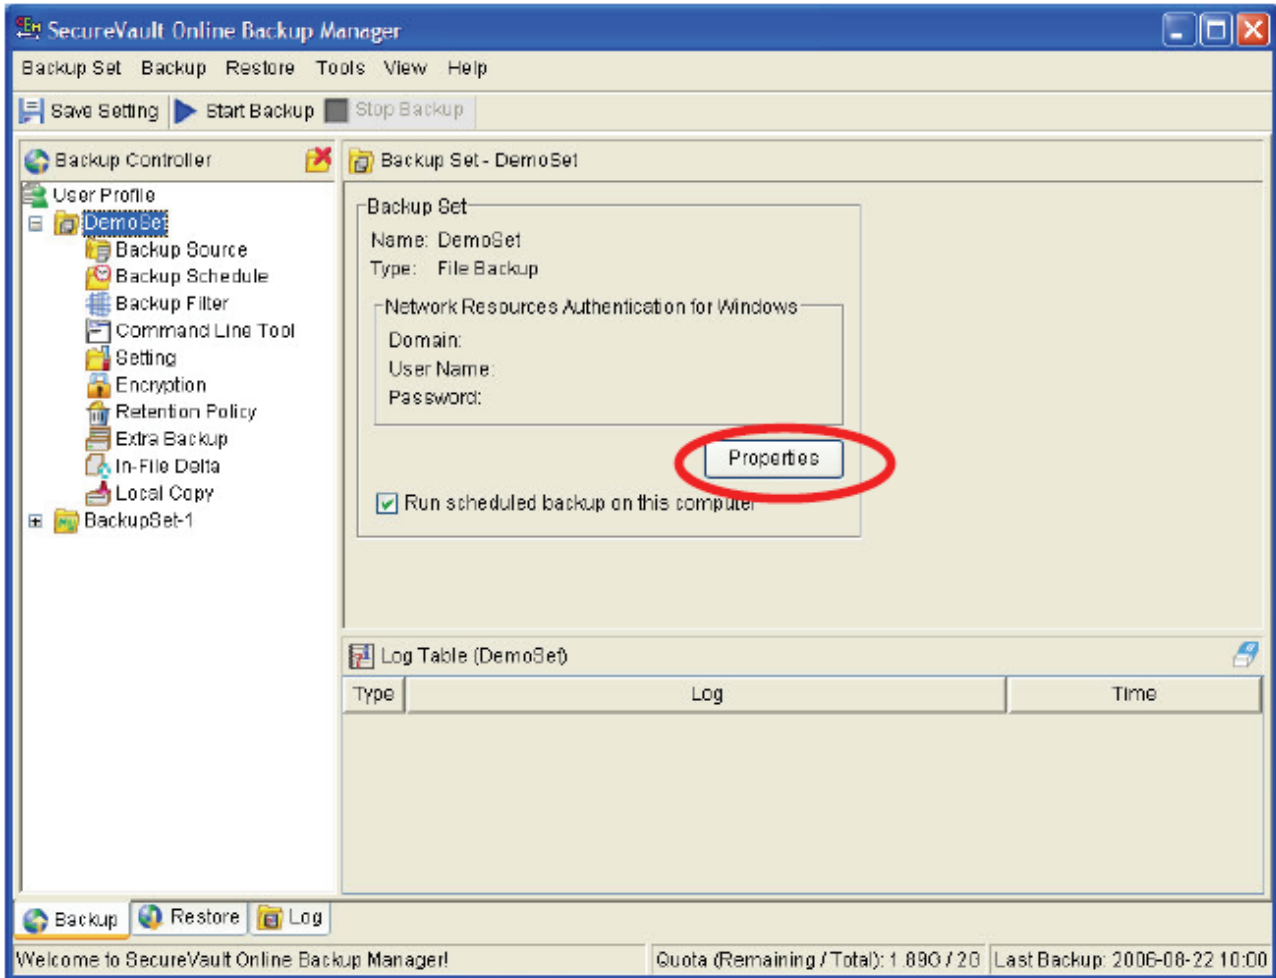 SecureVault Online Backup Manager
Backup Set Backup Restore Tools View Help
Save Setting Start Backup Stop Backup
Backup Controller
User Profile
DemoSet
Backup Source
Backup Schedule
Backup Filter
Command Line Tool
Setting
Encryption
Retention Policy
Extra Backup
In-File Delta
Local Copy
BackupSet-1
Backup Set - DemoSet
Backup Set
Name: DemoSet
Type: File Backup
Network Resources Authentication for Windows
Domain:
User Name:
Password:
Properties
Run scheduled backup on this computer
Log Table (DemoSet)
Type Log Time
Backup Restore Log
Welcome to SecureVault Online Backup Manager!
Quota (Remaining / Total): 1.890 / 20
Last Backup: 2006-08-22 10:00